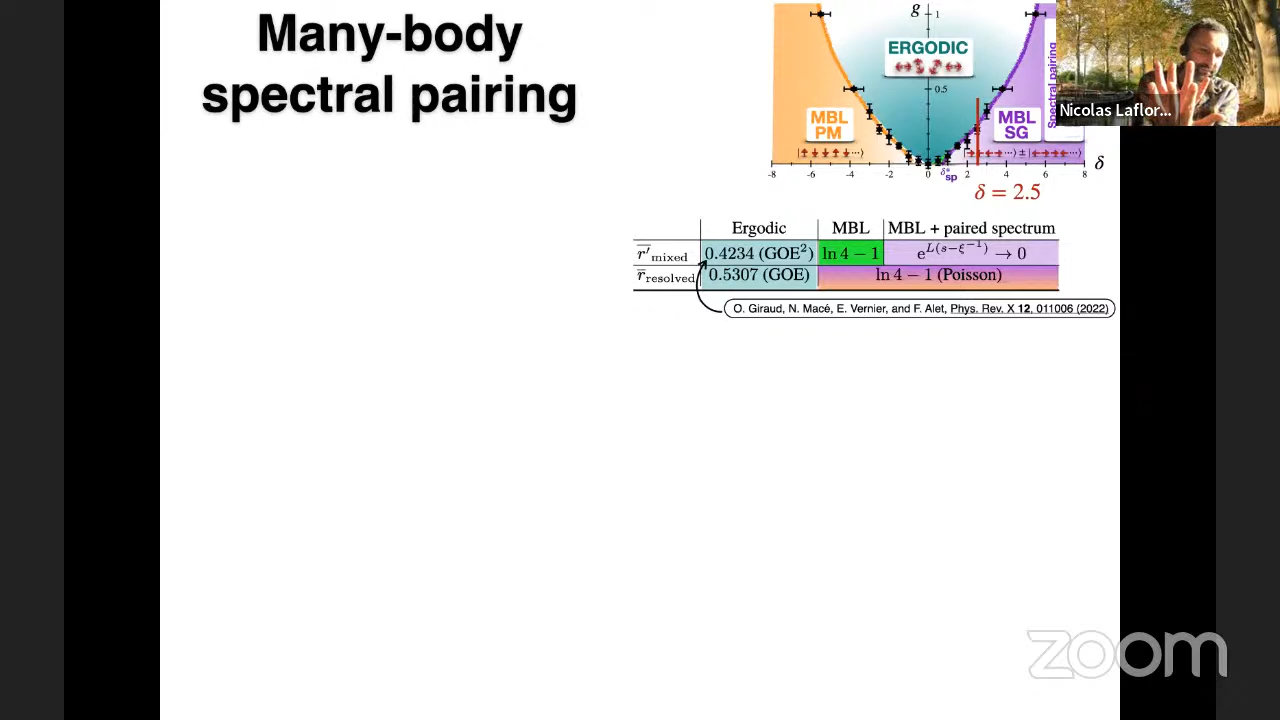 Many-body
spectral pairing
g
1
ERGODIC
0.5
MBL
PM
MBL
SG
Spectral pairing
-8 -6 -4 -2 0 δ*sp 2 4 6 8 δ
δ = 2.5
Nicolas Laflor...
Ergodic MBL MBL + paired spectrum
r̅′mixed 0.4234 (GOE²) ln 4 − 1 e^{L(s−ξ^{−1})} → 0
r̅resolved 0.5307 (GOE) ln 4 − 1 (Poisson)
O. Giraud, N. Macé, E. Vernier, and F. Alet, Phys. Rev. X 12, 011006 (2022)
zoom